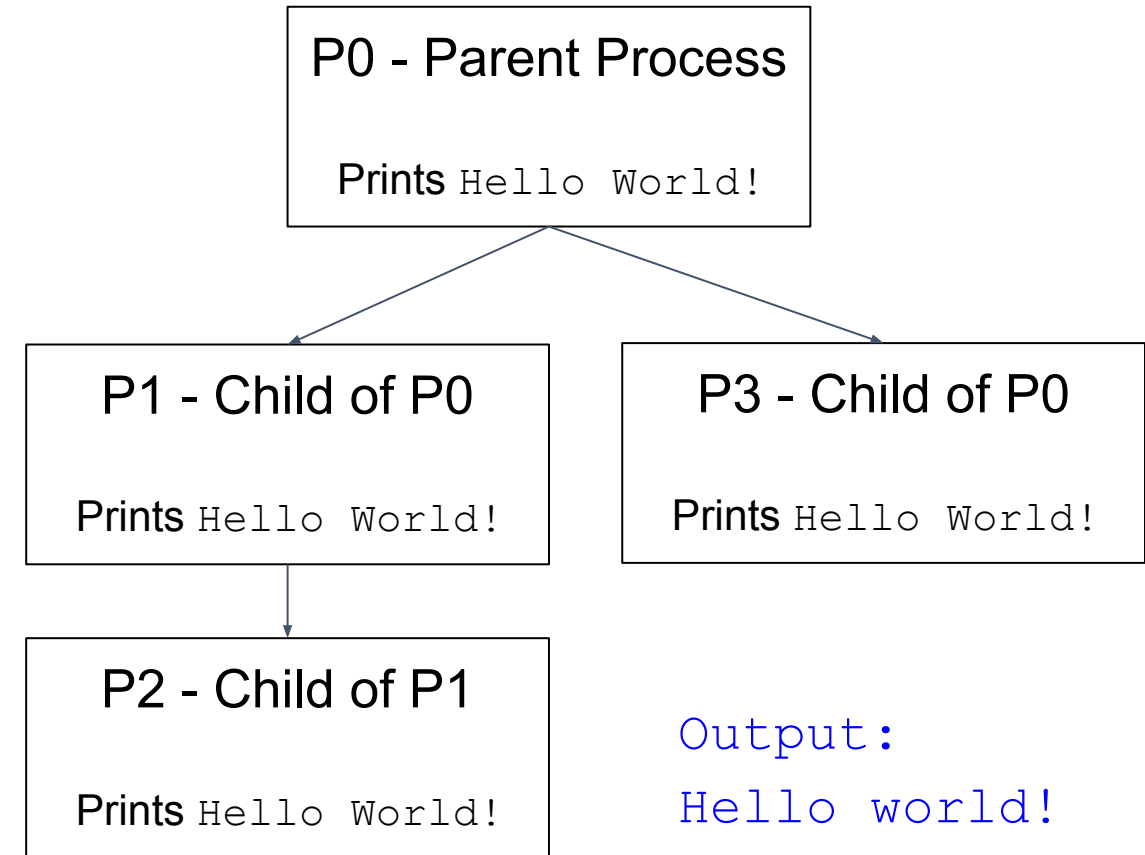 P0 - Parent Process
Prints Hello World!
P1 - Child of P0
Prints Hello World!
P3 - Child of P0
Prints Hello World!
P2 - Child of P1
Prints Hello World!
Output:
Hello world!